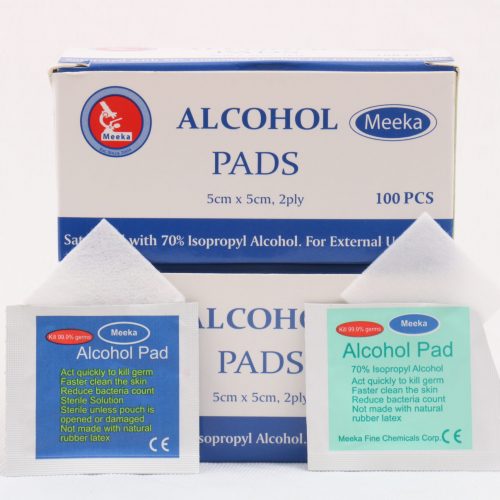 ALCOHOL
PADS
Meeka
Meeka
5cm x 5cm, 2ply
100 PCS
with 70% Isopropyl Alcohol. For External
ALCOHOL
PADS
5cm x 5cm, 2ply
Isopropyl Alcohol.
Kill 99.9% germs
Meeka
Alcohol Pad
Act quickly to kill germ
Faster clean the skin
Reduce bacteria count
Sterile Solution
Sterile unless pouch is
opened or damaged
Not made with natural
rubber latex
CE
Kill 99.9% germs
Meeka
Alcohol Pad
70% Isopropyl Alcohol
Act quickly to kill germ
Faster clean the skin
Reduce bacteria count
Not made with natural
rubber latex
Meeka Fine Chemicals Corp.
CE